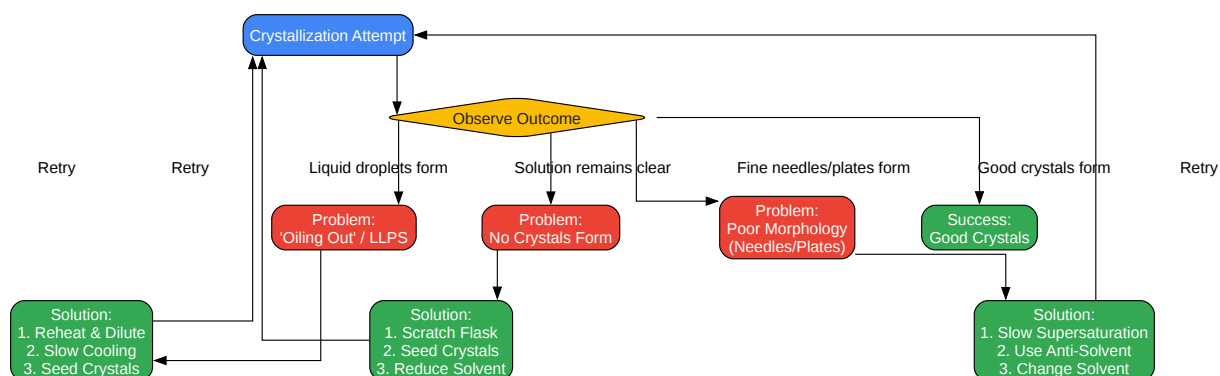 Crystallization Attempt
Observe Outcome
Retry
Retry
Liquid droplets form
Solution remains clear
Fine needles/plates form
Good crystals form
Retry
Problem:
'Oiling Out' / LLPS
Problem:
No Crystals Form
Problem:
Poor Morphology
(Needles/Plates)
Success:
Good Crystals
Solution:
1. Reheat & Dilute
2. Slow Cooling
3. Seed Crystals
Solution:
1. Scratch Flask
2. Seed Crystals
3. Reduce Solvent
Solution:
1. Slow Supersaturation
2. Use Anti-Solvent
3. Change Solvent